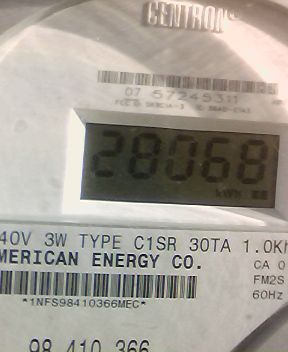 CENTRON
07 57245311
28068
kWh
40V 3W TYPE C1SR 30TA 1.0Kh
MERICAN ENERGY CO.
CA 0
FM2S
60Hz
*1NFS98410366MEC*
98 410 366